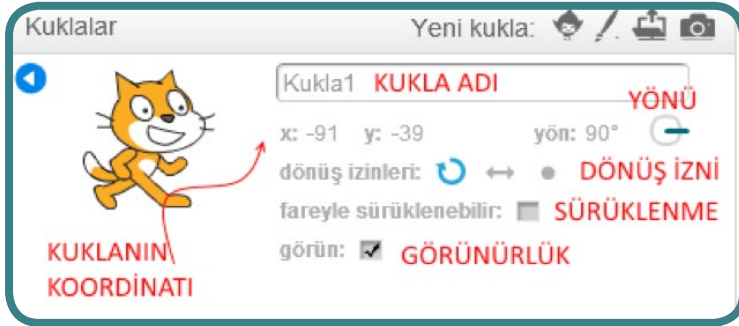 Kuklalar Yeni kukla:
Kukla1 KUKLA ADI
YÖNÜ
x: -91 y: -39 yön: 90°
dönüş izinleri: DÖNÜŞ İZNİ
fareyle sürüklenebilir: SÜRÜKLENME
görün: GÖRÜNÜRLÜK
KUKLANIN
KOORDİNATI